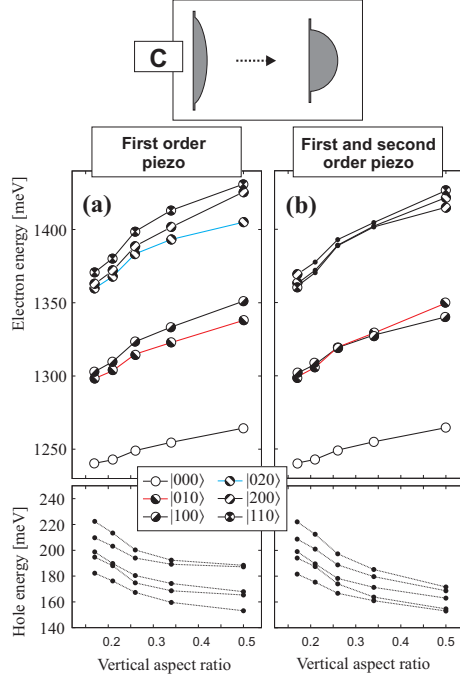 C
First order
piezo
First and second
order piezo
Electron energy [meV]
(a)
(b)
1400
1350
1300
1250
|000⟩
|010⟩
|100⟩
|020⟩
|200⟩
|110⟩
Hole energy [meV]
240
220
200
180
160
140
0.2 0.3 0.4 0.5
0.2 0.3 0.4 0.5
Vertical aspect ratio
Vertical aspect ratio